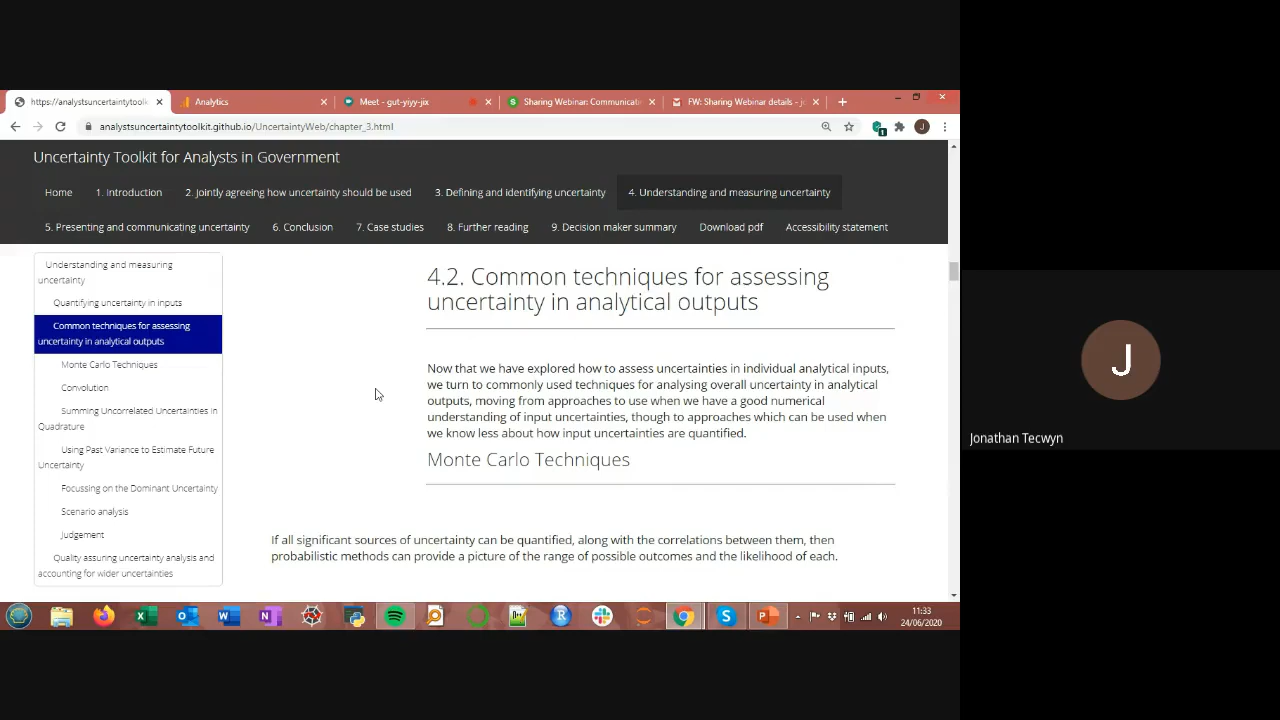 https://analystsuncertaintytoolk
Analytics
Meet - gut-yiyy-jix
Sharing Webinar: Communicati
FW: Sharing Webinar details - j
analystsuncertaintytoolkit.github.io/UncertaintyWeb/chapter_3.html
J
Uncertainty Toolkit for Analysts in Government
Home 1. Introduction 2. Jointly agreeing how uncertainty should be used 3. Defining and identifying uncertainty 4. Understanding and measuring uncertainty
5. Presenting and communicating uncertainty 6. Conclusion 7. Case studies 8. Further reading 9. Decision maker summary Download pdf Accessibility statement
Understanding and measuring
uncertainty
Quantifying uncertainty in inputs
Common techniques for assessing
uncertainty in analytical outputs
Monte Carlo Techniques
Convolution
Summing Uncorrelated Uncertainties in
Quadrature
Using Past Variance to Estimate Future
Uncertainty
Focussing on the Dominant Uncertainty
Scenario analysis
Judgement
Quality assuring uncertainty analysis and
accounting for wider uncertainties
4.2. Common techniques for assessing
uncertainty in analytical outputs
Now that we have explored how to assess uncertainties in individual analytical inputs,
we turn to commonly used techniques for analysing overall uncertainty in analytical
outputs, moving from approaches to use when we have a good numerical
understanding of input uncertainties, though to approaches which can be used when
we know less about how input uncertainties are quantified.
Monte Carlo Techniques
If all significant sources of uncertainty can be quantified, along with the correlations between them, then
probabilistic methods can provide a picture of the range of possible outcomes and the likelihood of each.
11:33
24/06/2020
J
Jonathan Tecwyn